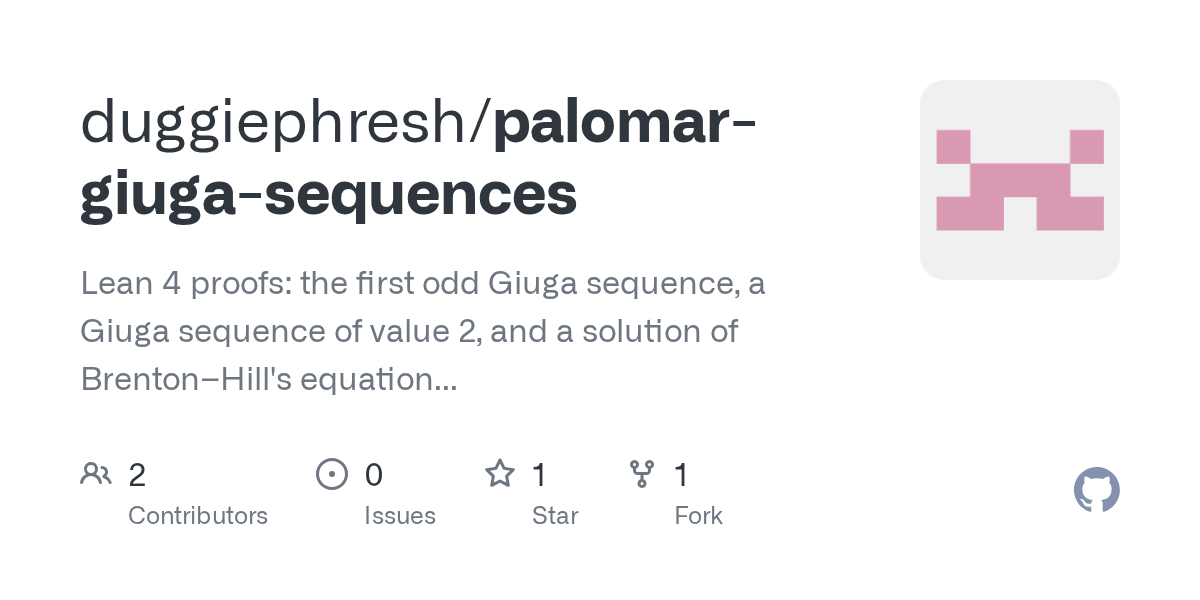 duggiephresh/palomar-
giuga-sequences
Lean 4 proofs: the first odd Giuga sequence, a
Giuga sequence of value 2, and a solution of
Brenton–Hill's equation...
2 0 1 1
Contributors Issues Star Fork